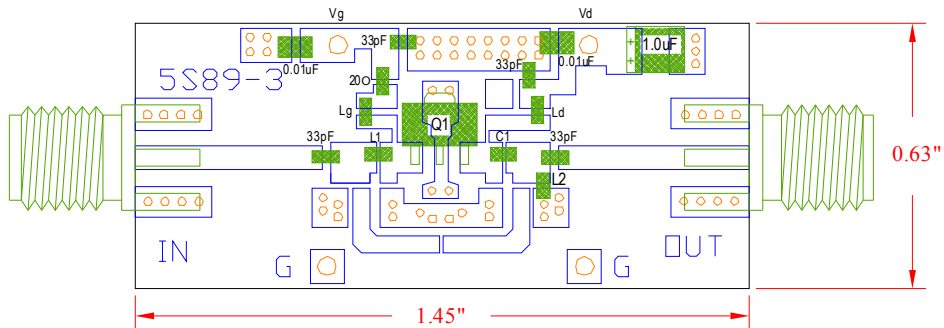 Vg
Vd
33pF
0.01uF
33pF
0.01uF
+
1.0uF
+
5S89-3
20O
Lg
Q1
Ld
33pF
L1
C1
33pF
L2
0.63"
IN
OUT
G
G
1.45"